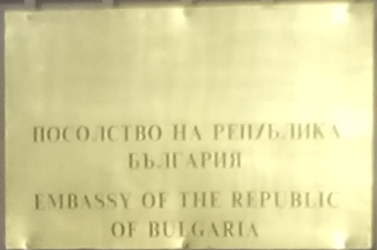 ПОСОЛСТВО НА РЕПУБЛИКА
БЪЛГАРИЯ
EMBASSY OF THE REPUBLIC
OF BULGARIA